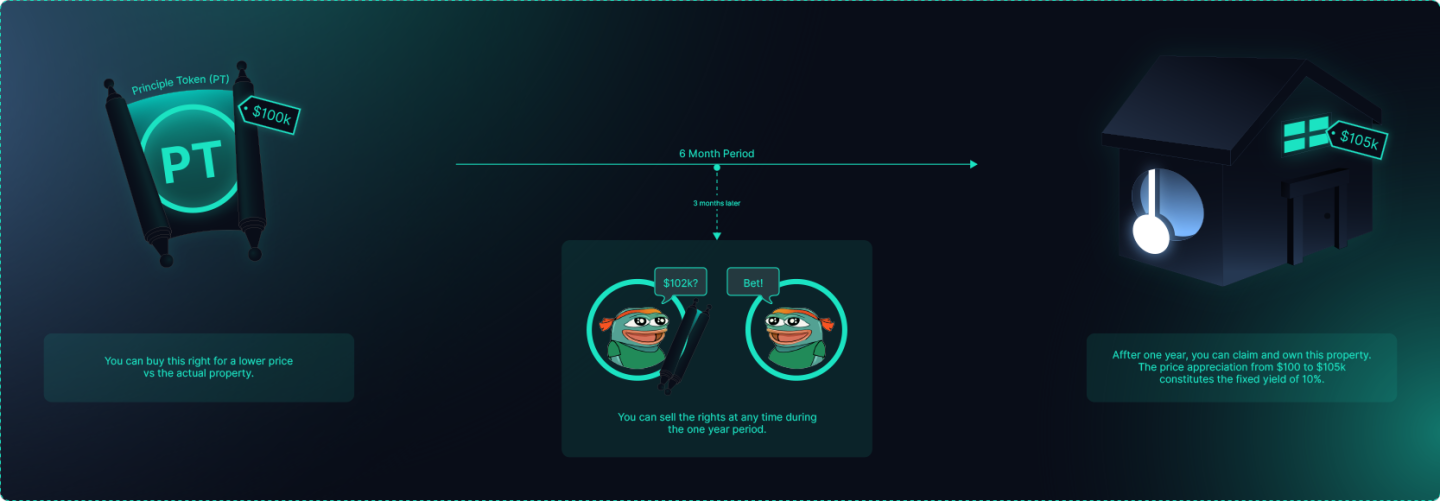 Principle Token (PT)
$100k
PT
You can buy this right for a lower price
vs the actual property.
6 Month Period
3 months later
$102k?
Bet!
You can sell the rights at any time during
the one year period.
$105k
Affter one year, you can claim and own this property.
The price appreciation from $100 to $105k
constitutes the fixed yield of 10%.